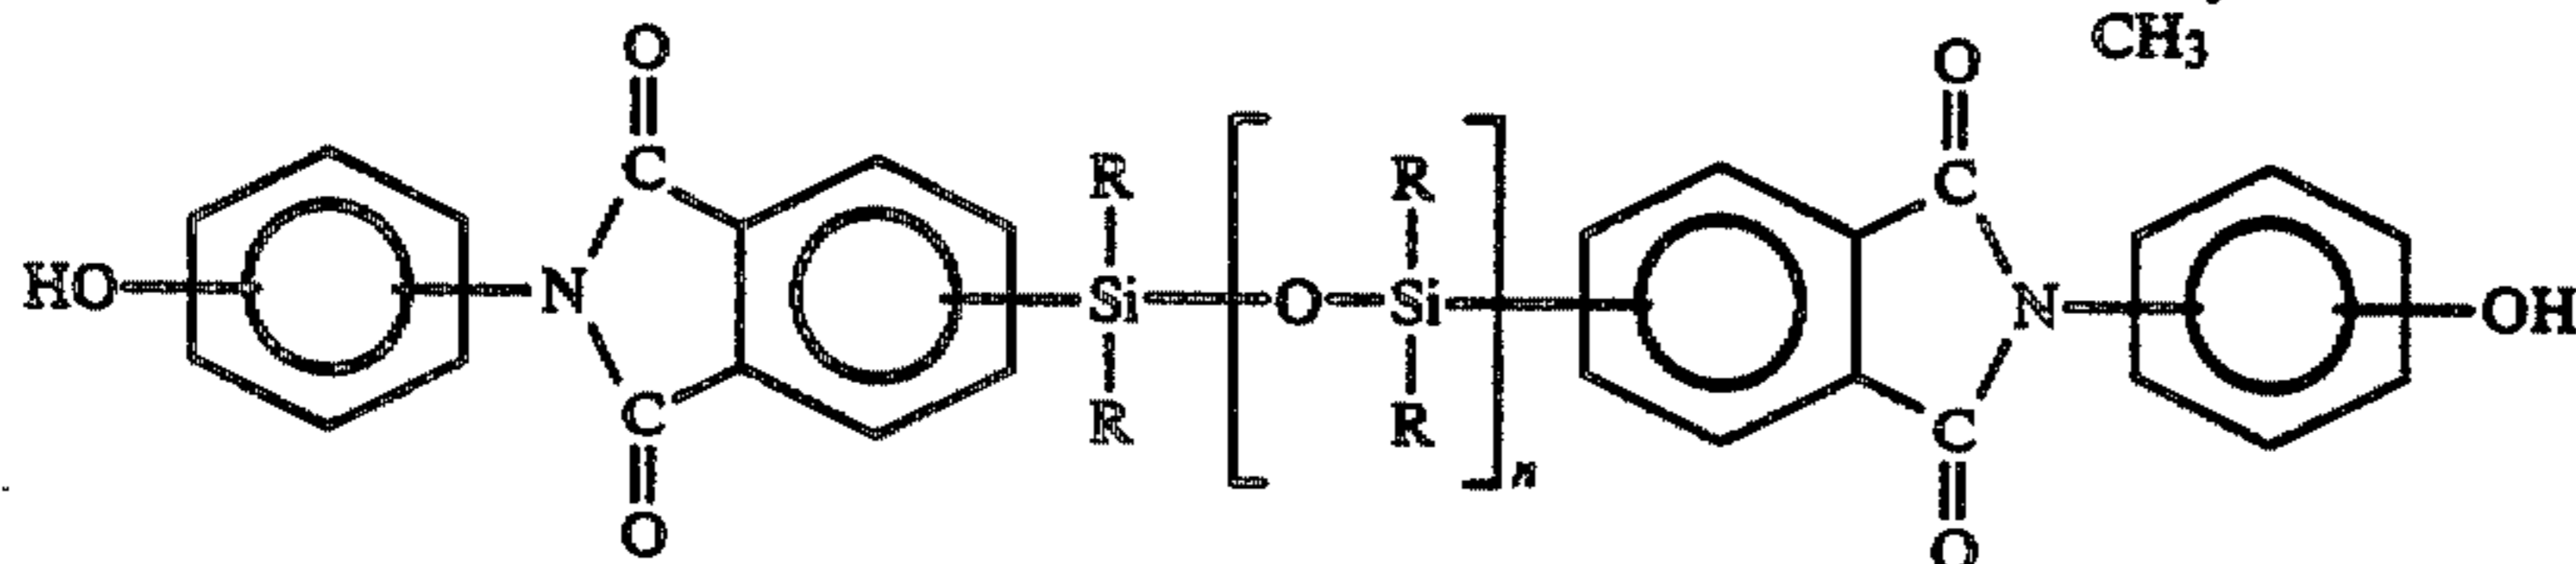 CH3
O O
C C
R R
HO N Si O Si N OH
R R n
C C
O O